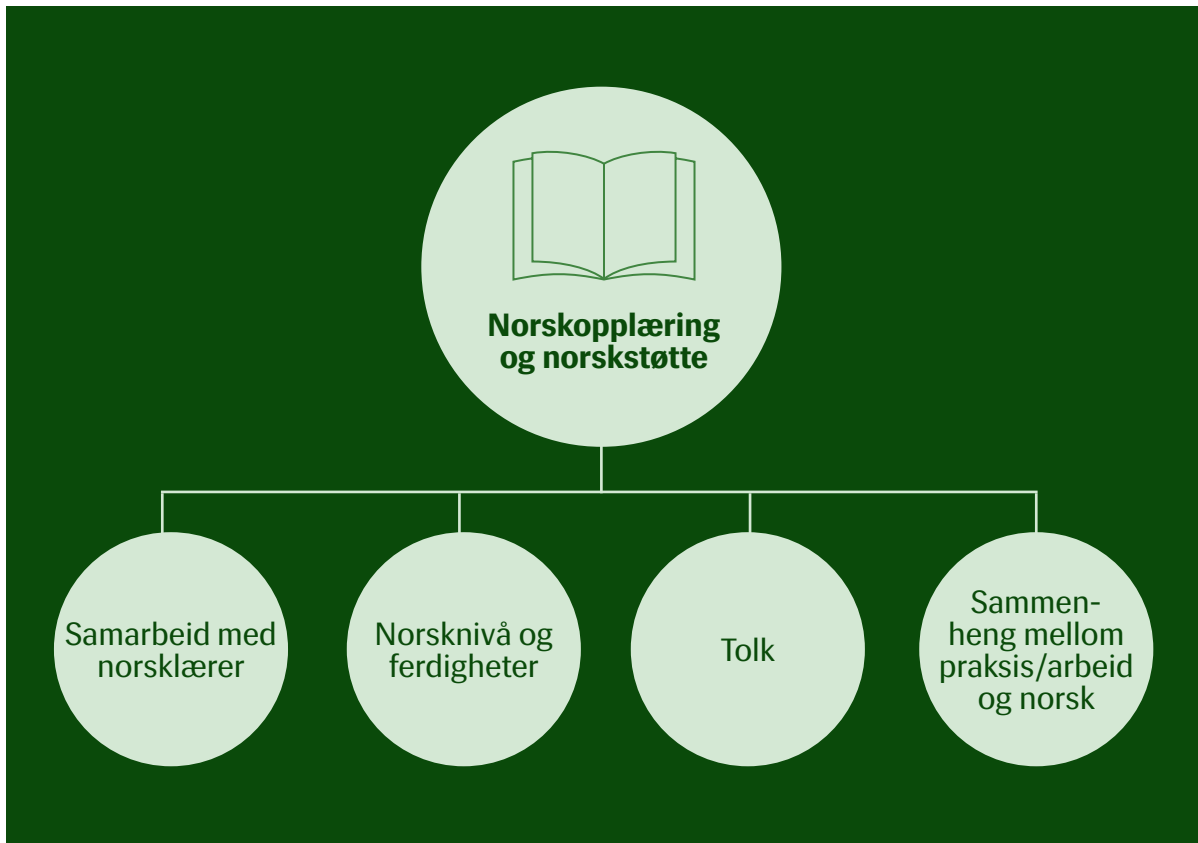 Norskopplæring
og norskstøtte
Samarbeid med
norsklærer
Norsknivå og
ferdigheter
Tolk
Sammen-
heng mellom
praksis/arbeid
og norsk